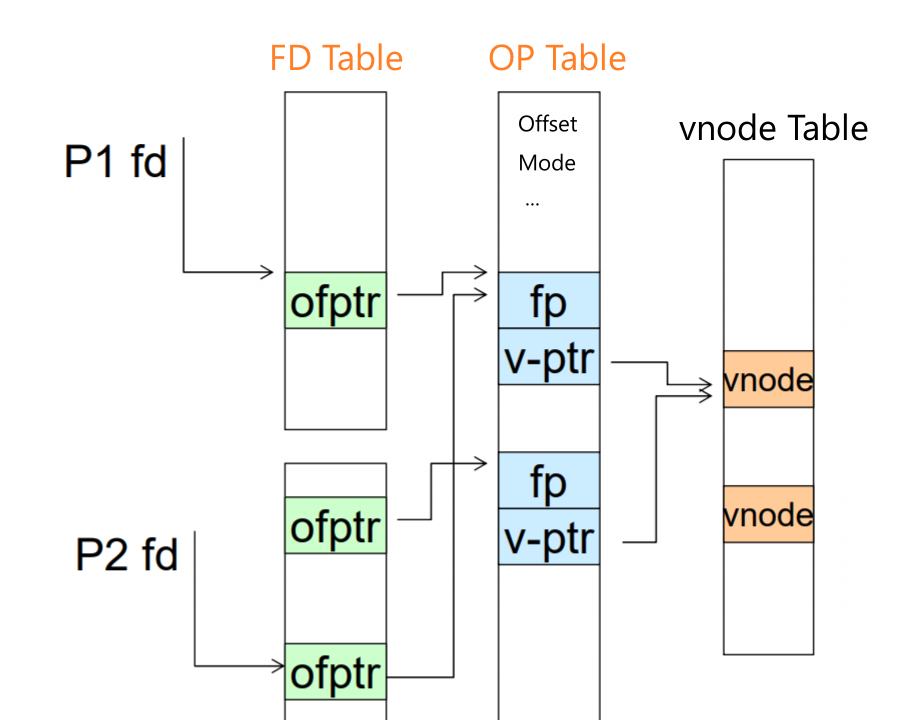 FD Table
OP Table
vnode Table
Offset
Mode
...
P1 fd
ofptr
fp
v-ptr
vnode
P2 fd
ofptr
ofptr
fp
v-ptr
vnode